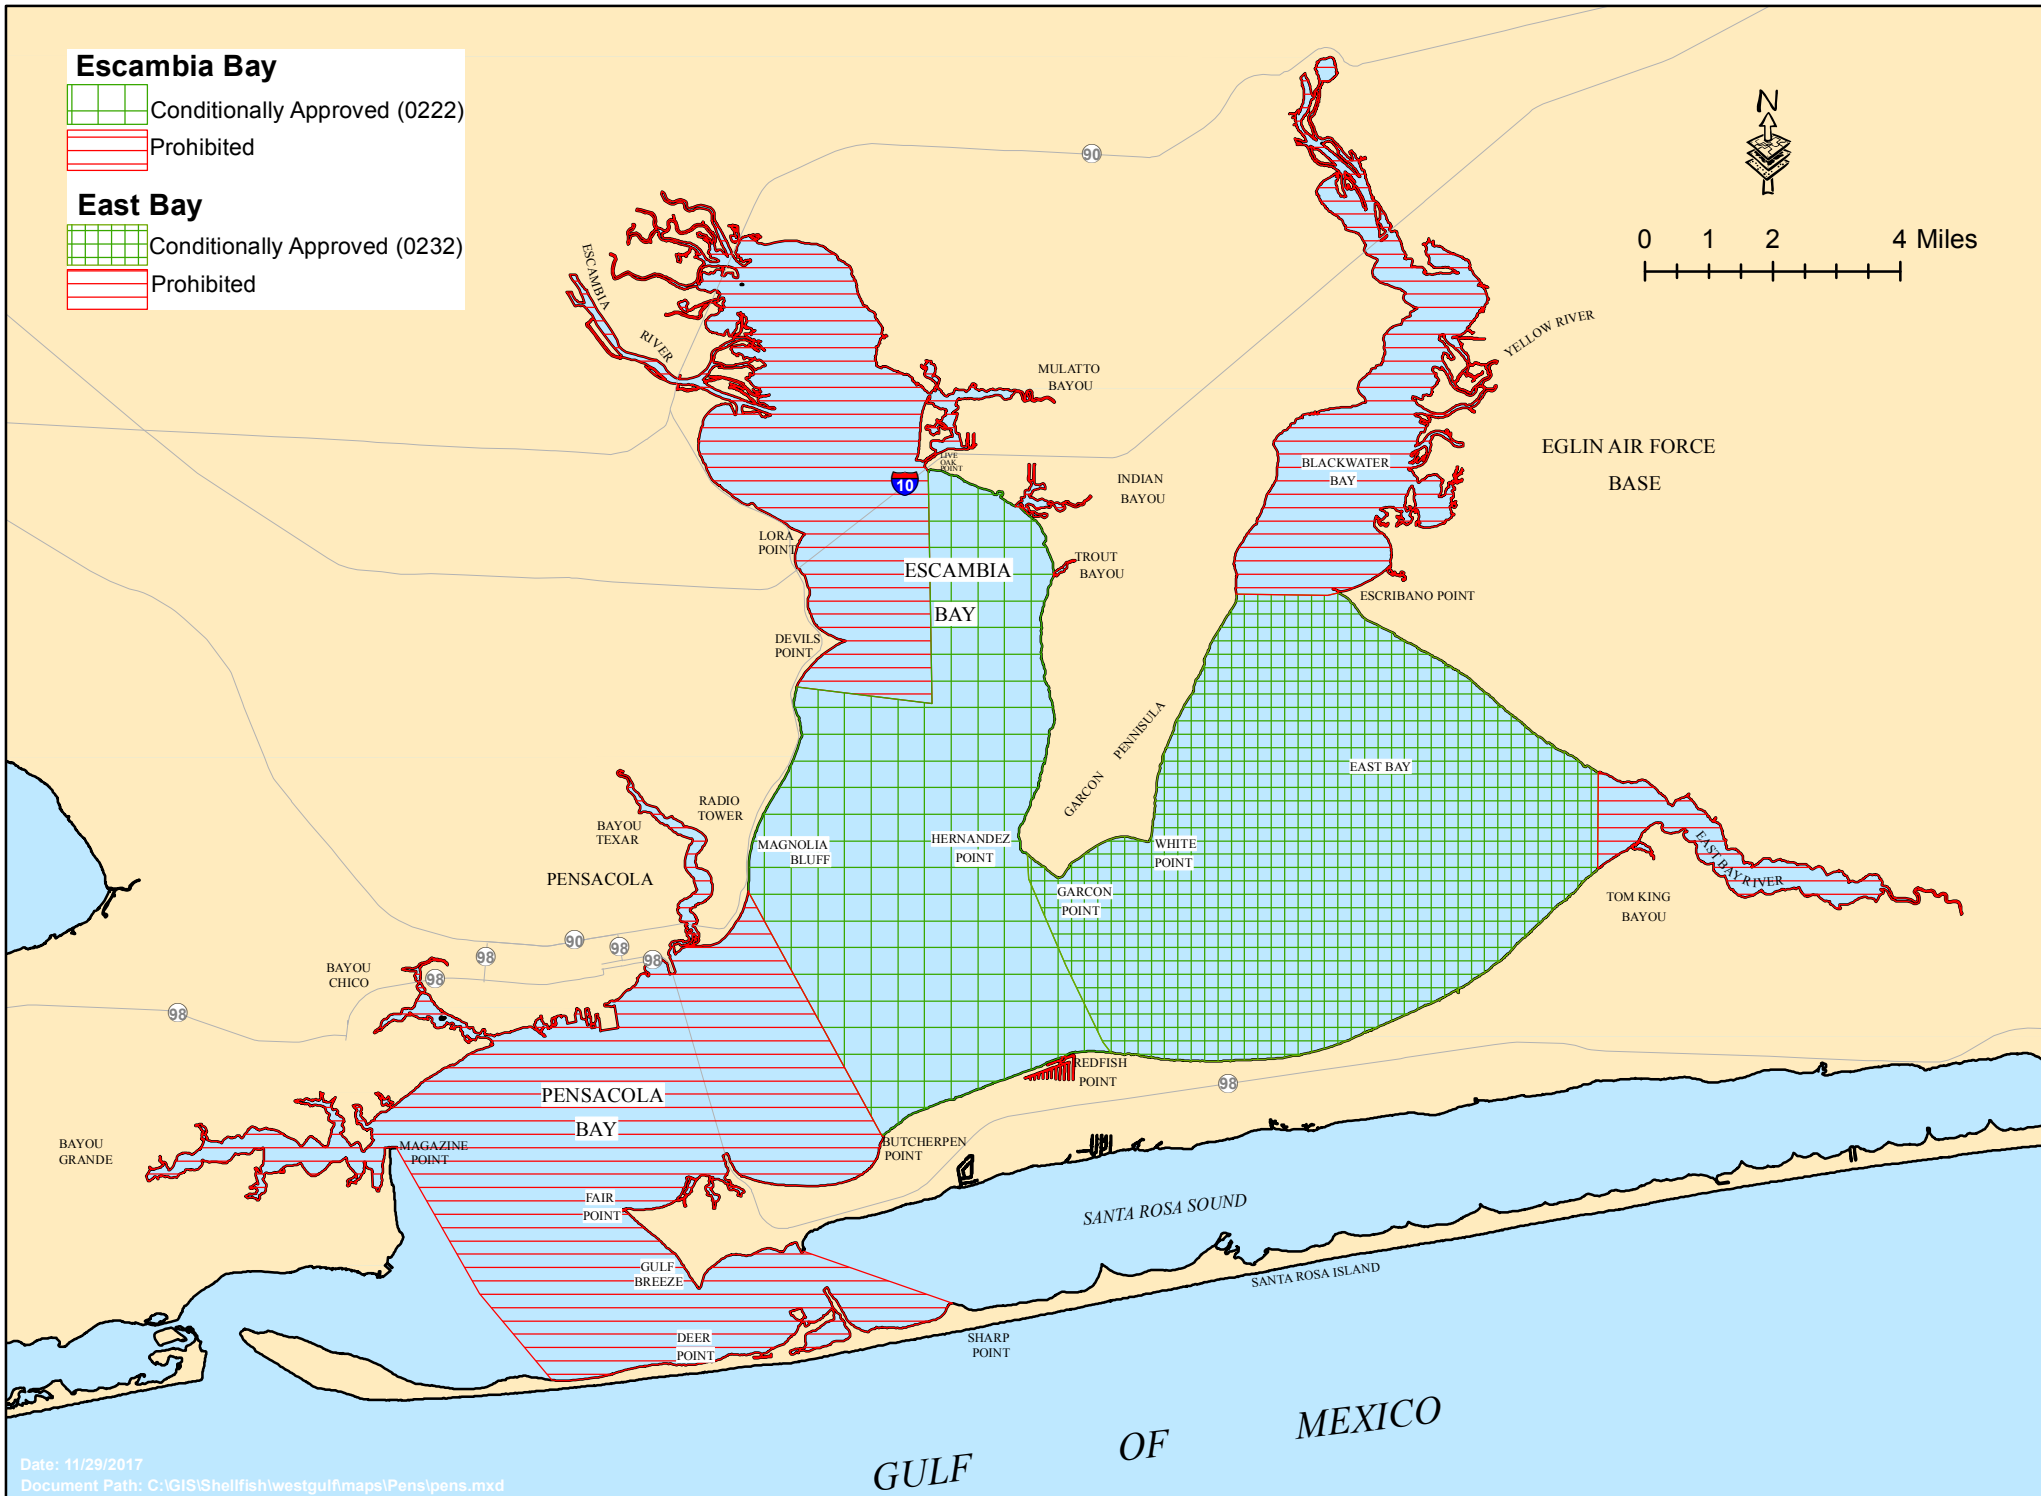 Escambia Bay
Conditionally Approved (0222)
Prohibited
East Bay
Conditionally Approved (0232)
Prohibited
N
0 1 2 4 Miles
90
ESCAMBIA
RIVER
MULATTO
BAYOU
YELLOW RIVER
LIVE
OAK
POINT
10
INDIAN
BAYOU
BLACKWATER
BAY
EGLIN AIR FORCE
BASE
LORA
POINT
TROUT
BAYOU
ESCAMBIA
BAY
ESCRIBANO POINT
DEVILS
POINT
GARCON PENNISULA
EAST BAY
RADIO
TOWER
BAYOU
TEXAR
MAGNOLIA
BLUFF
HERNANDEZ
POINT
WHITE
POINT
EAST BAY RIVER
PENSACOLA
GARCON
POINT
TOM KING
BAYOU
90
98
98
98
98
98
BAYOU
CHICO
REDFISH
POINT
98
PENSACOLA
BAY
BAYOU
GRANDE
MAGAZINE
POINT
BUTCHERPEN
POINT
FAIR
POINT
SANTA ROSA SOUND
GULF
BREEZE
SANTA ROSA ISLAND
DEER
POINT
SHARP
POINT
GULF OF MEXICO
Date: 11/29/2017
Document Path: C:\GIS\Shellfish\westgulf\maps\Pens\pens.mxd